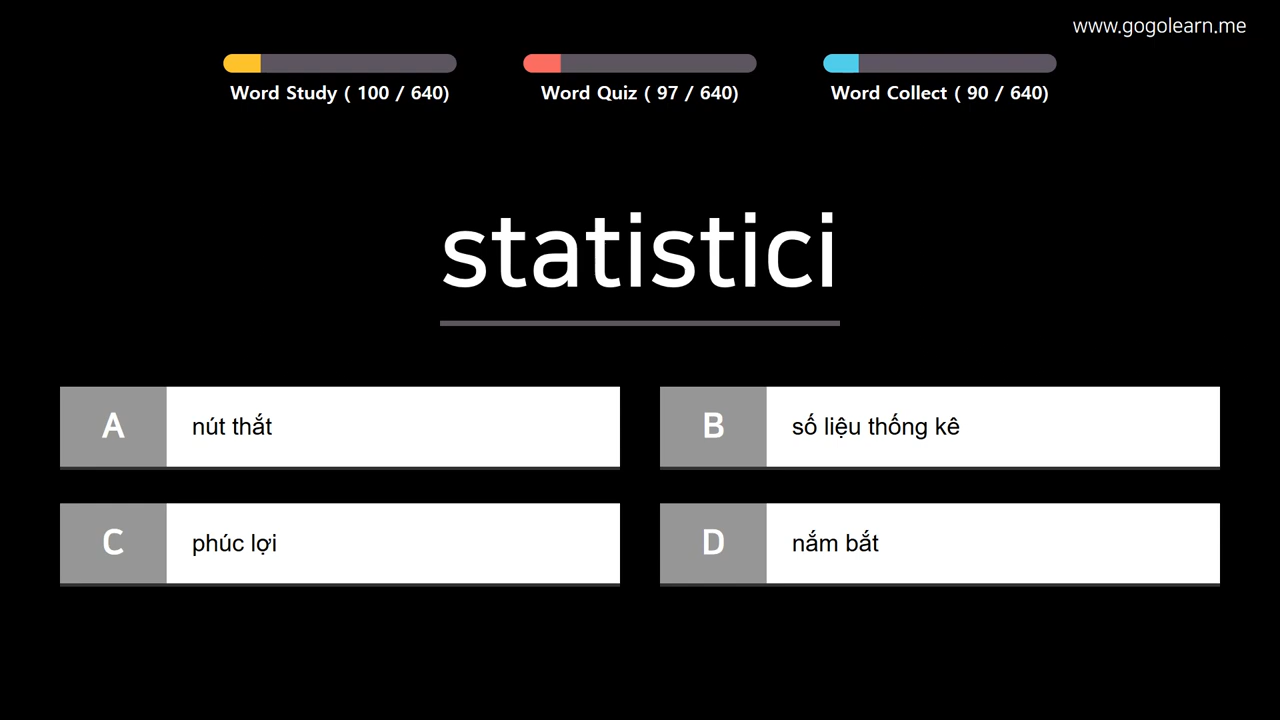 www.gogolearn.me
Word Study ( 100 / 640)
Word Quiz ( 97 / 640)
Word Collect ( 90 / 640)
statistici
A nút thắt
B số liệu thống kê
C phúc lợi
D nắm bắt